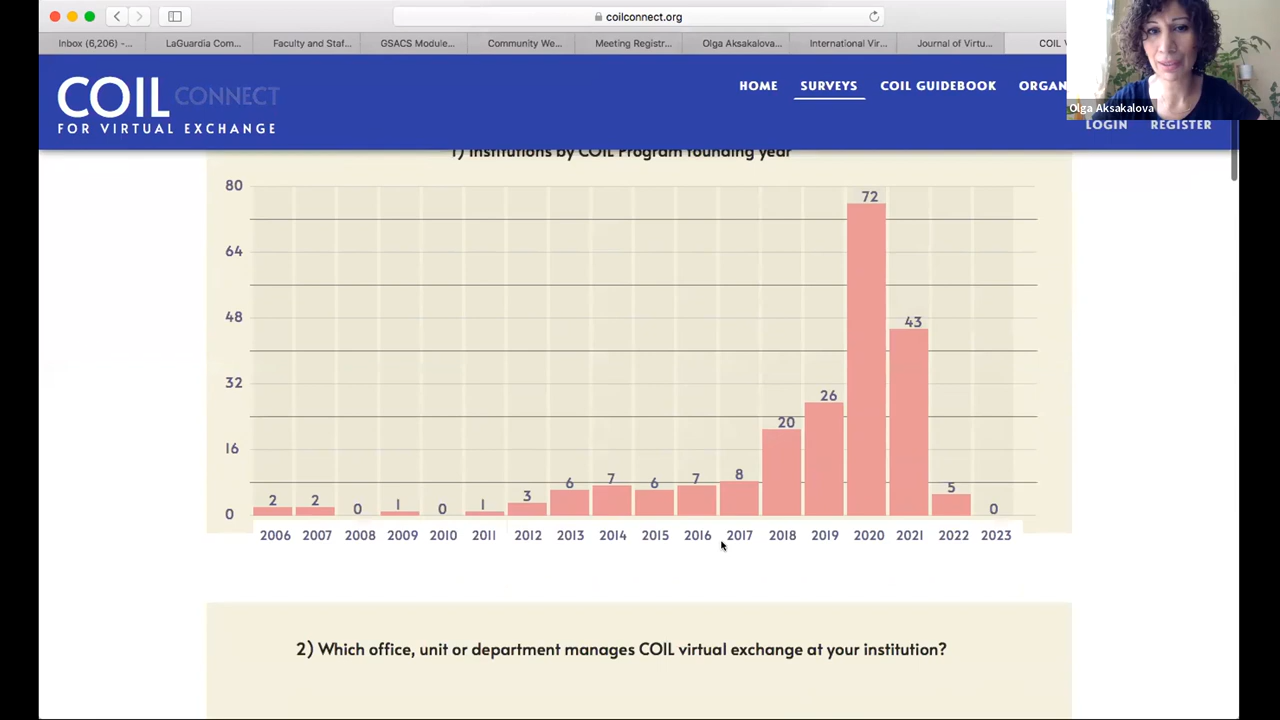 coilconnect.org
Inbox (6,206) -...
LaGuardia Com...
Faculty and Staf...
GSACS Module...
Community We...
Meeting Registr...
Olga Aksakalova...
International Vir...
Journal of Virtu...
COIL V
COIL CONNECT
FOR VIRTUAL EXCHANGE
HOME
SURVEYS
COIL GUIDEBOOK
ORGAN
Olga Aksakalova
LOGIN
REGISTER
1) Institutions by COIL Program founding year
80
64
48
32
16
0
2
2
0
1
0
1
3
6
7
6
7
8
20
26
72
43
5
0
2006
2007
2008
2009
2010
2011
2012
2013
2014
2015
2016
2017
2018
2019
2020
2021
2022
2023
2) Which office, unit or department manages COIL virtual exchange at your institution?